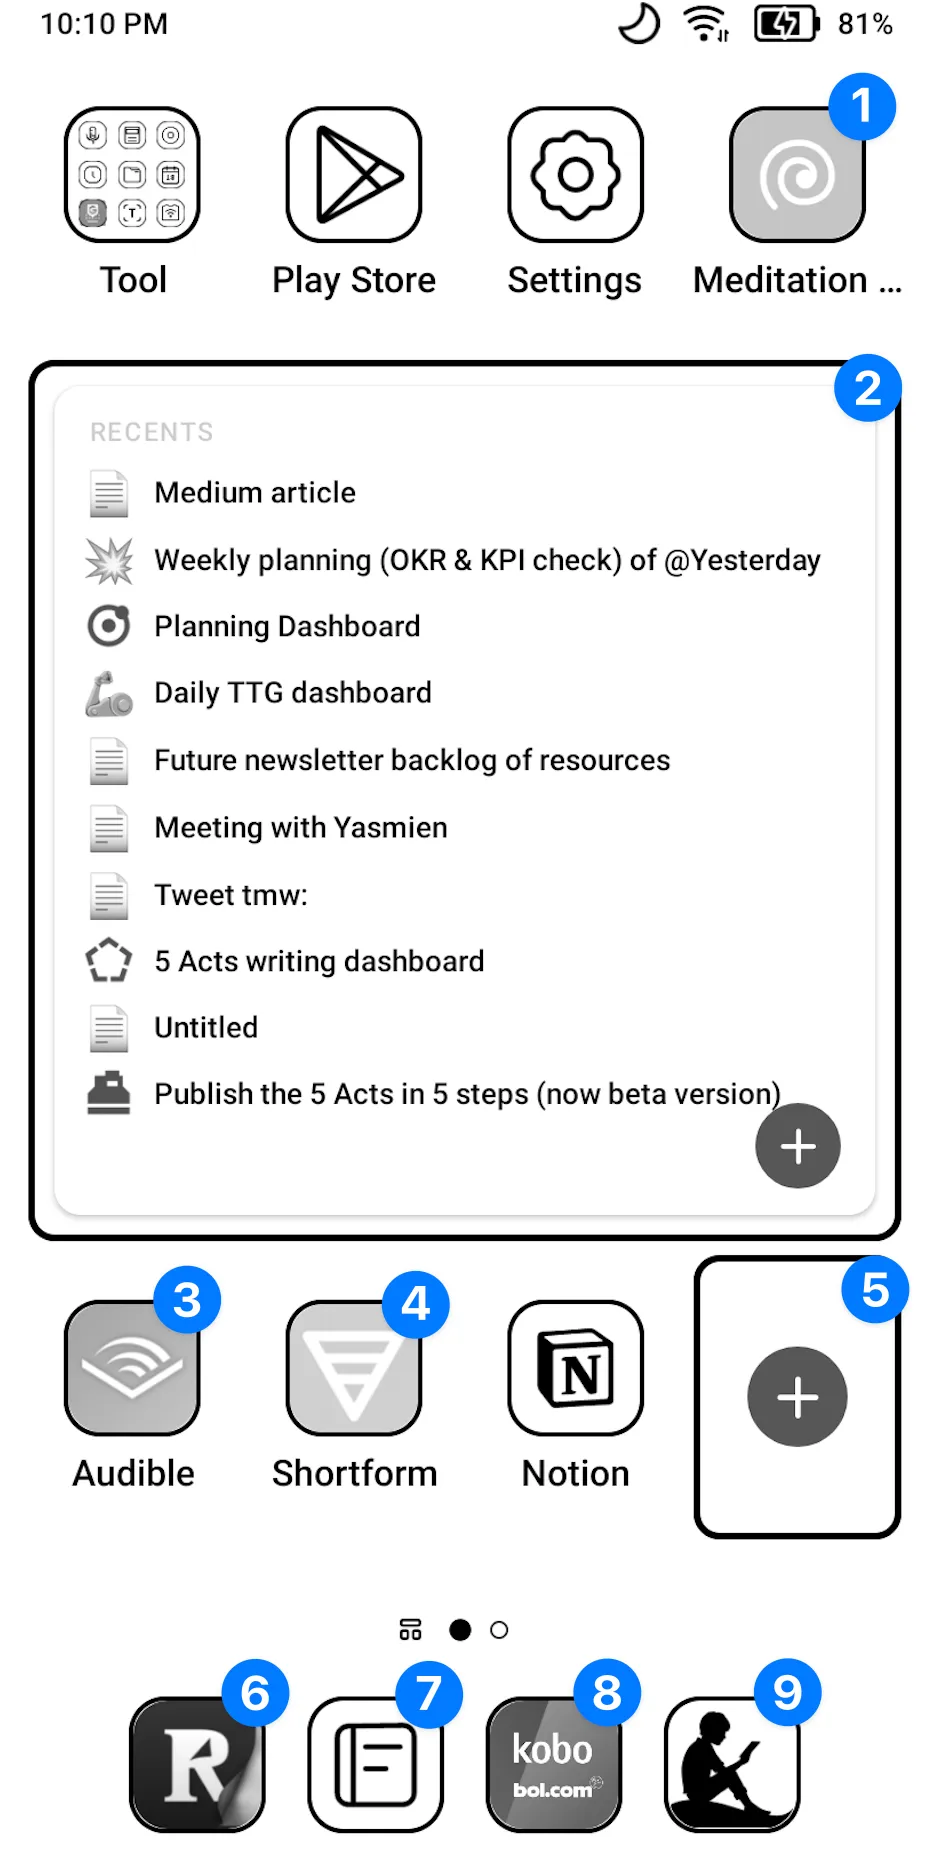 10:10 PM 81%
1
Tool Play Store Settings Meditation ...
2
RECENTS
Medium article
Weekly planning (OKR & KPI check) of @Yesterday
Planning Dashboard
Daily TTG dashboard
Future newsletter backlog of resources
Meeting with Yasmien
Tweet tmw:
5 Acts writing dashboard
Untitled
Publish the 5 Acts in 5 steps (now beta version)
3 4 5
N
Audible Shortform Notion
6 7 8 9
R
kobo
bol.com